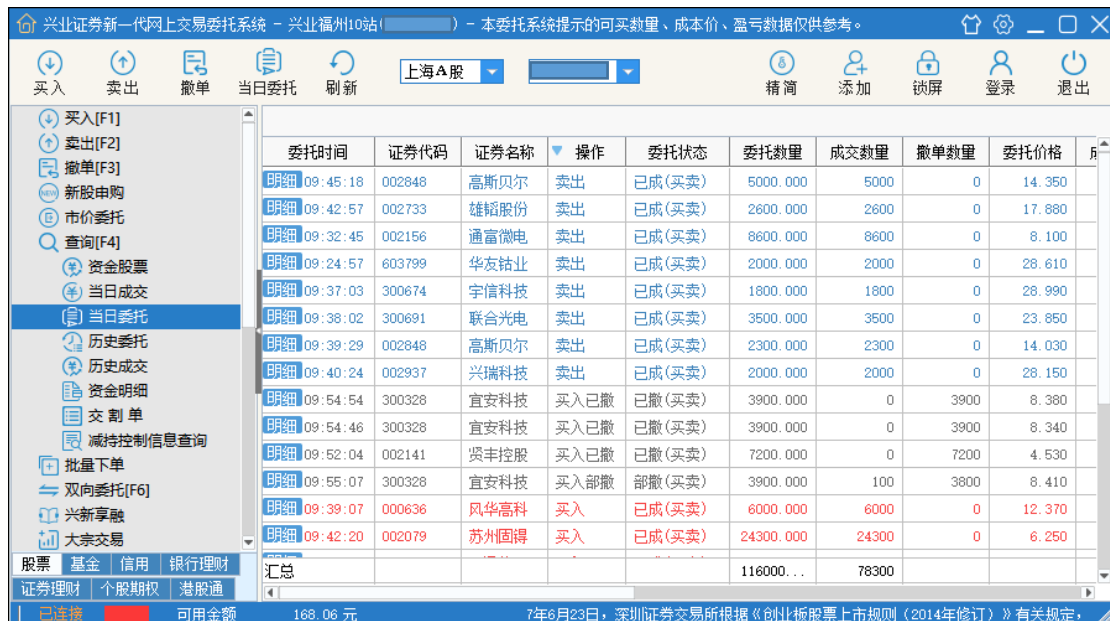 兴业证券新一代网上交易委托系统 - 兴业福州10站( ) - 本委托系统提示的可买数量、成本价、盈亏数据仅供参考。
买入 卖出 撤单 当日委托 刷新 上海A股 精简 添加 锁屏 登录 退出
买入[F1]
卖出[F2]
撤单[F3]
NEW 新股申购
市价委托
查询[F4]
资金股票
当日成交
当日委托
历史委托
历史成交
资金明细
交 割 单
减持控制信息查询
批量下单
双向委托[F6]
兴新享融
大宗交易
股票 基金 信用 银行理财
证券理财 个股期权 港股通
委托时间 证券代码 证券名称 操作 委托状态 委托数量 成交数量 撤单数量 委托价格
明细 09:45:18 002848 高斯贝尔 卖出 已成(买卖) 5000.000 5000 0 14.350
明细 09:42:57 002733 雄韬股份 卖出 已成(买卖) 2600.000 2600 0 17.880
明细 09:32:45 002156 通富微电 卖出 已成(买卖) 8600.000 8600 0 8.100
明细 09:24:57 603799 华友钴业 卖出 已成(买卖) 2000.000 2000 0 28.610
明细 09:37:03 300674 宇信科技 卖出 已成(买卖) 1800.000 1800 0 28.990
明细 09:38:02 300691 联合光电 卖出 已成(买卖) 3500.000 3500 0 23.850
明细 09:39:29 002848 高斯贝尔 卖出 已成(买卖) 2300.000 2300 0 14.030
明细 09:40:24 002937 兴瑞科技 卖出 已成(买卖) 2000.000 2000 0 28.150
明细 09:54:54 300328 宜安科技 买入已撤 已撤(买卖) 3900.000 0 3900 8.380
明细 09:54:46 300328 宜安科技 买入已撤 已撤(买卖) 3900.000 0 3900 8.340
明细 09:52:04 002141 贤丰控股 买入已撤 已撤(买卖) 7200.000 0 7200 4.530
明细 09:55:07 300328 宜安科技 买入部撤 部撤(买卖) 3900.000 100 3800 8.410
明细 09:39:07 000636 风华高科 买入 已成(买卖) 6000.000 6000 0 12.370
明细 09:42:20 002079 苏州固锝 买入 已成(买卖) 24300.000 24300 0 6.250
汇总 116000... 78300
已连接 可用金额 168.06 元 7年6月23日，深圳证券交易所根据《创业板股票上市规则（2014年修订）》有关规定，